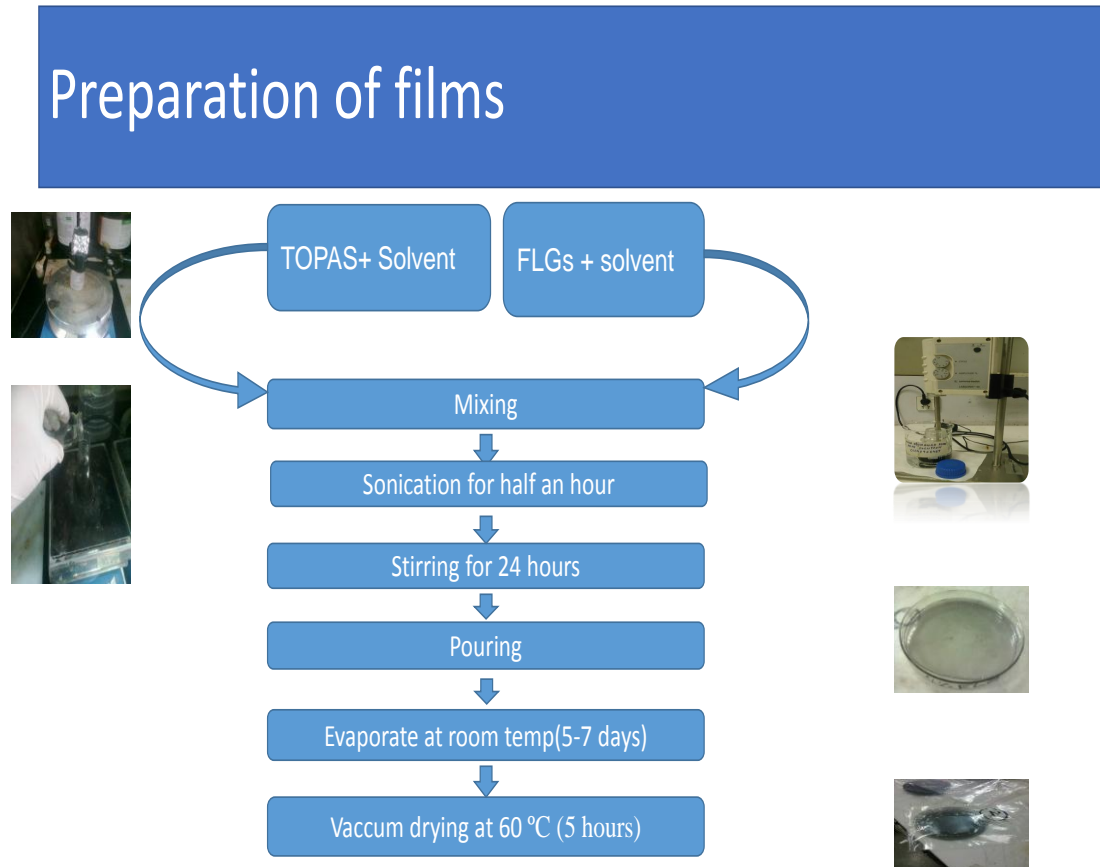 Preparation of films
TOPAS+ Solvent
FLGs + solvent
Mixing
Sonication for half an hour
Stirring for 24 hours
Pouring
Evaporate at room temp(5-7 days)
Vaccum drying at 60 ºC (5 hours)